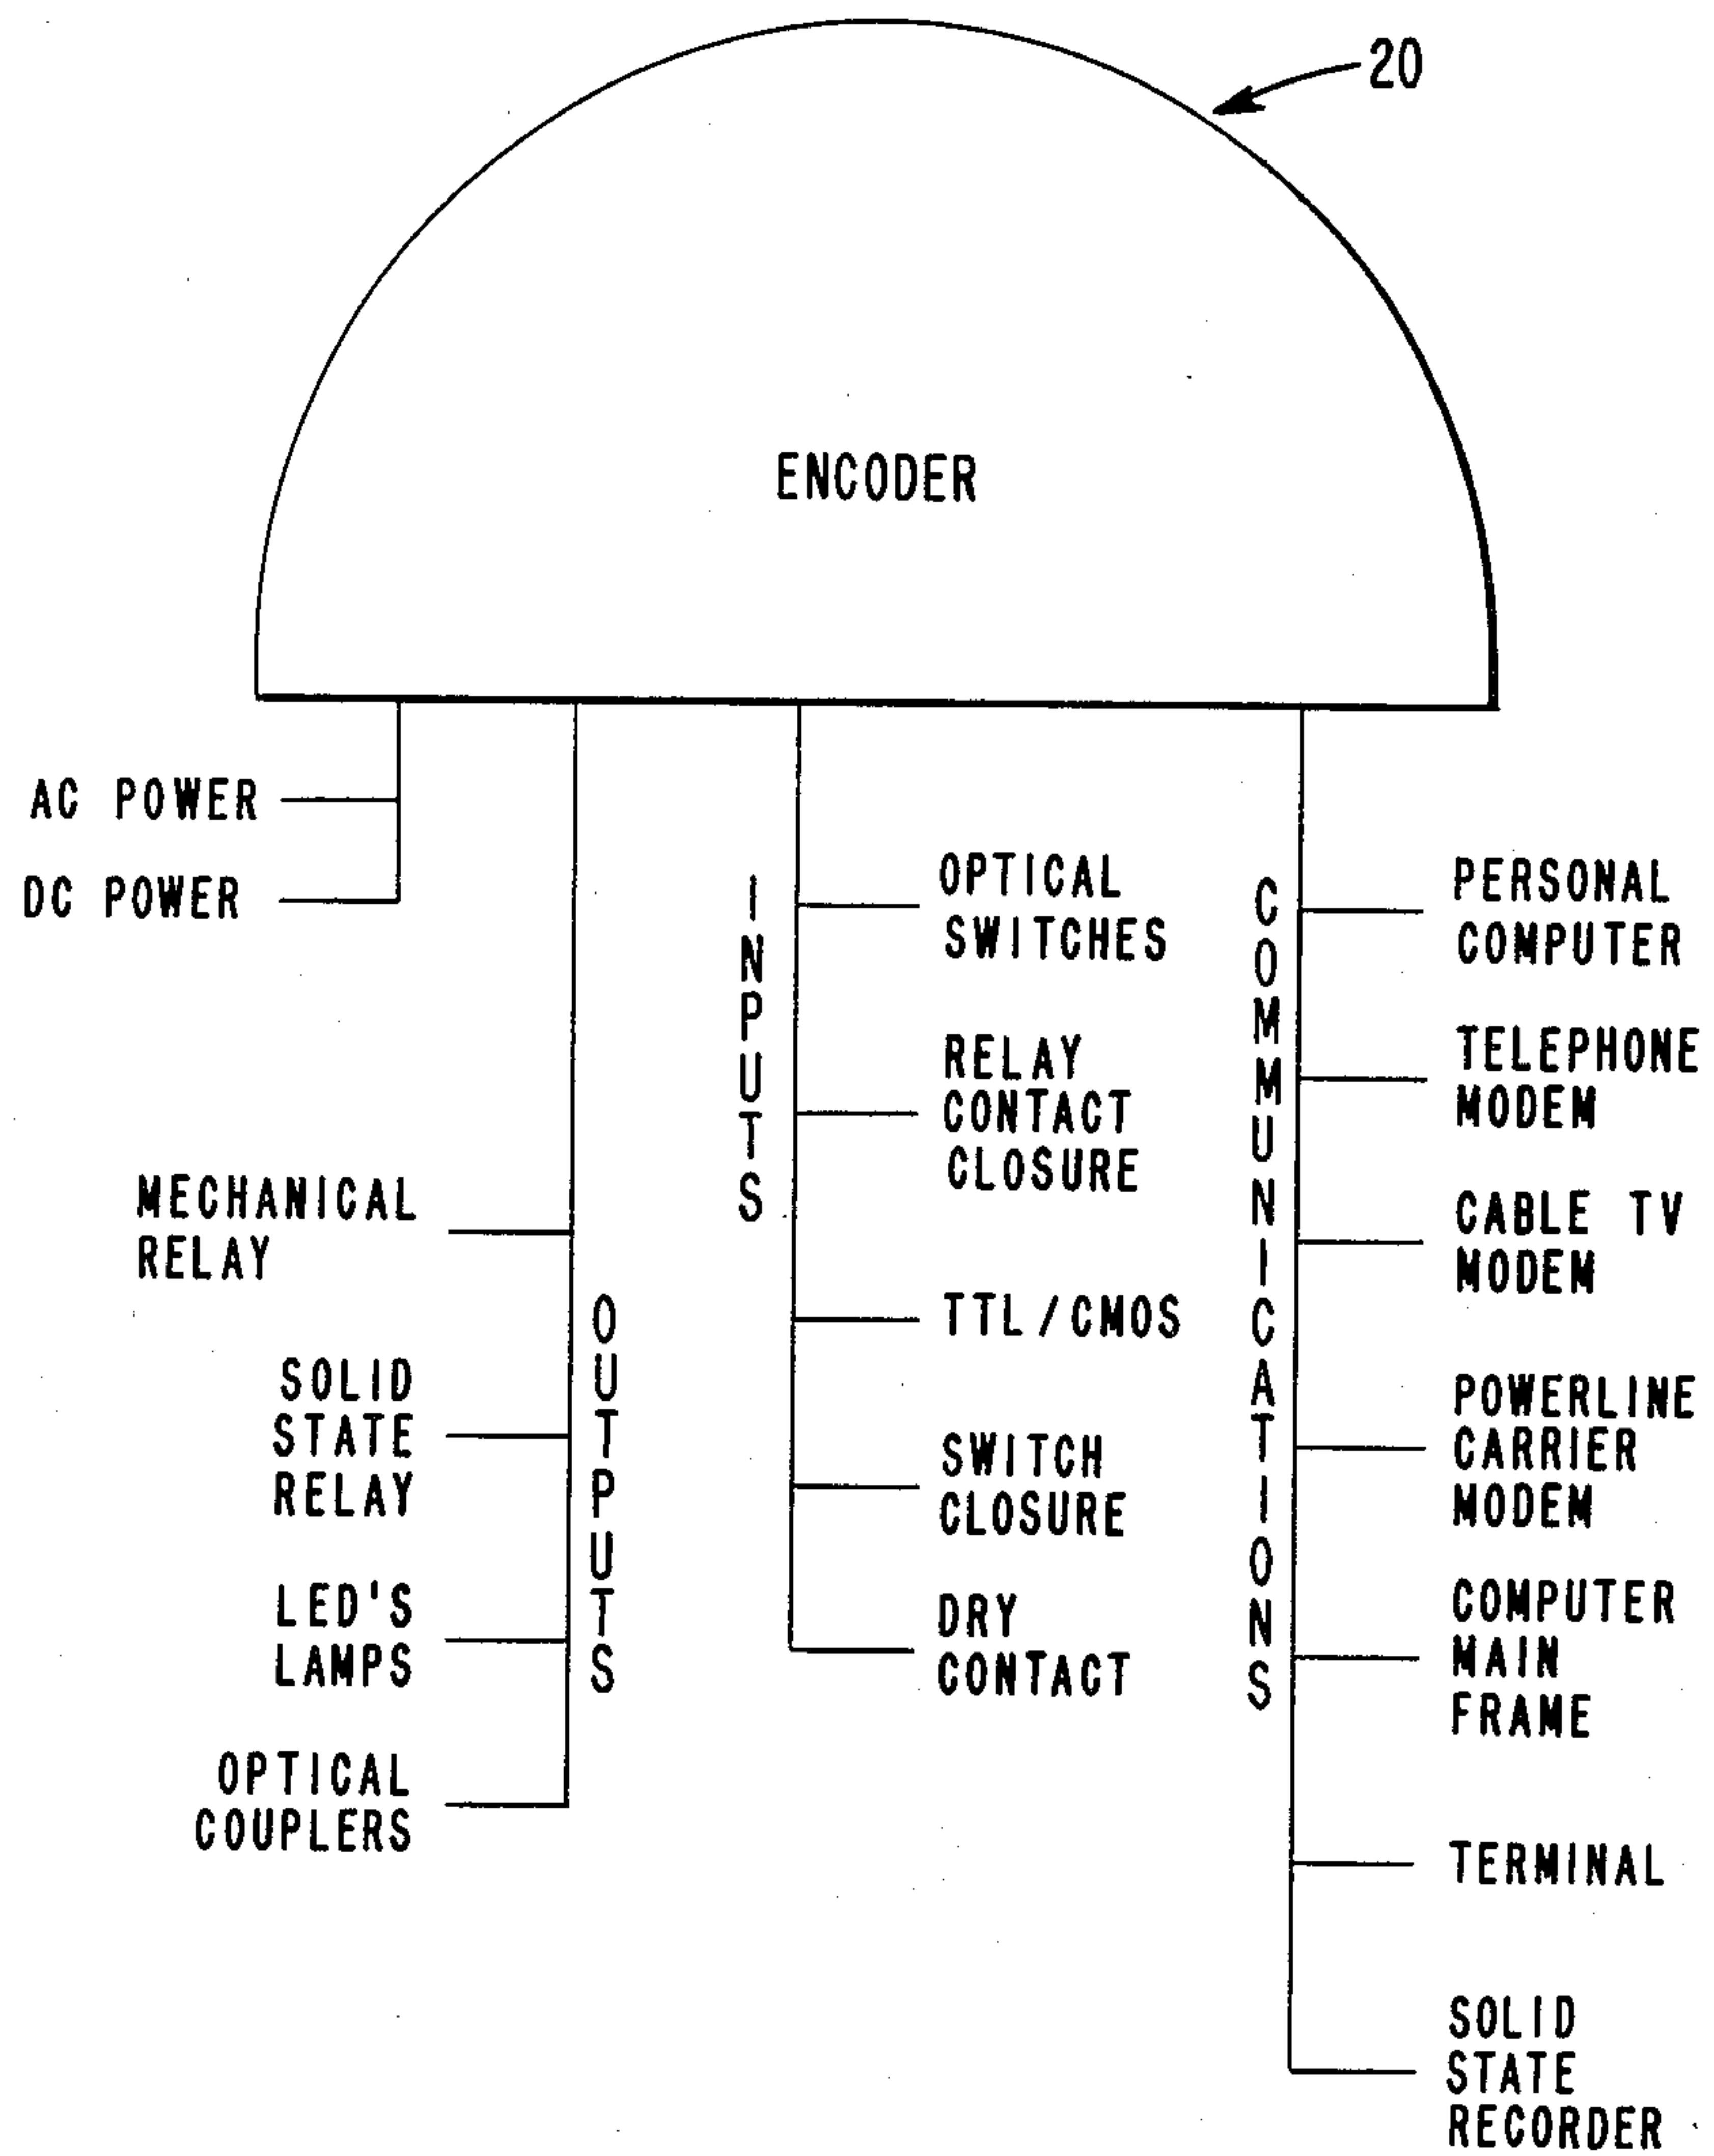 20
ENCODER
AC POWER
DC POWER
MECHANICAL
RELAY
SOLID
STATE
RELAY
LED'S
LAMPS
OPTICAL
COUPLERS
OUTPUTS
INPUTS
OPTICAL
SWITCHES
RELAY
CONTACT
CLOSURE
TTL/CMOS
SWITCH
CLOSURE
DRY
CONTACT
COMMUNICATIONS
PERSONAL
COMPUTER
TELEPHONE
MODEM
CABLE TV
MODEM
POWERLINE
CARRIER
MODEM
COMPUTER
MAIN
FRAME
TERMINAL
SOLID
STATE
RECORDER